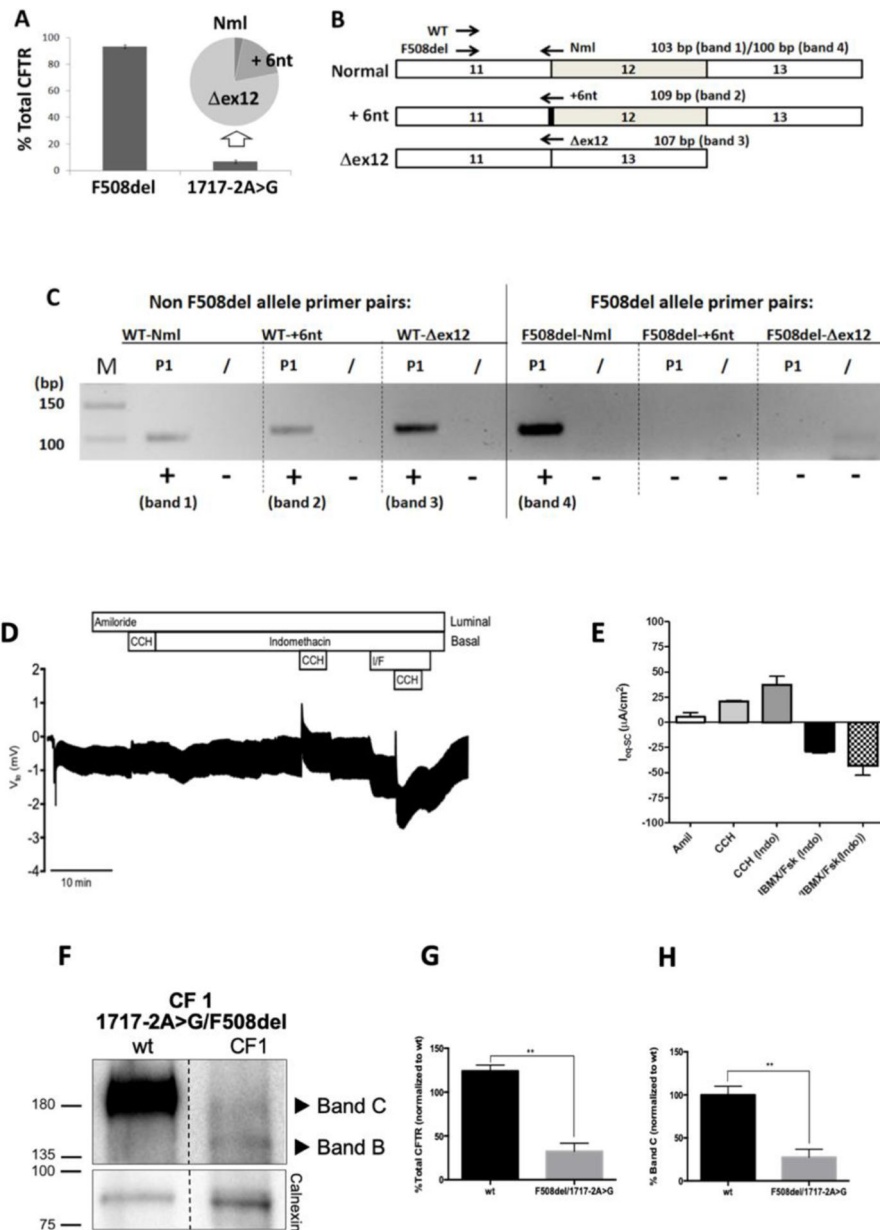 A
Nml
+ 6nt
Δex12
% Total CFTR
100
80
60
40
20
0
F508del
1717-2A>G
B
WT
F508del
Nml
103 bp (band 1)/100 bp (band 4)
Normal
11
12
13
+6nt
109 bp (band 2)
+ 6nt
11
12
13
Δex12
107 bp (band 3)
Δex12
11
13
C
Non F508del allele primer pairs:
F508del allele primer pairs:
WT-Nml
WT-+6nt
WT-Δex12
F508del-Nml
F508del-+6nt
F508del-Δex12
M
P1
/
P1
/
P1
/
P1
/
P1
/
P1
/
(bp)
150
100
+
-
+
-
+
-
+
-
-
-
-
-
(band 1)
(band 2)
(band 3)
(band 4)
D
Amiloride
Luminal
CCH
Indomethacin
Basal
CCH
I/F
CCH
Vte (mV)
2
1
0
-1
-2
-3
-4
10 min
E
Ieq-SC (μA/cm2)
100
75
50
25
0
-25
-50
-75
-100
Amil
CCH
CCH (Indo)
IBMX/Fsk (Indo)
BMX/Fsk(Indo))
F
CF 1
1717-2A>G/F508del
wt
CF1
180
Band C
Band B
135
100
75
Calnexin
G
%Total CFTR (normalized to wt)
150
100
50
0
**
wt
F508del/1717-2A>G
H
% Band C (normalized to wt)
150
100
50
0
**
wt
F508del/1717-2A>G